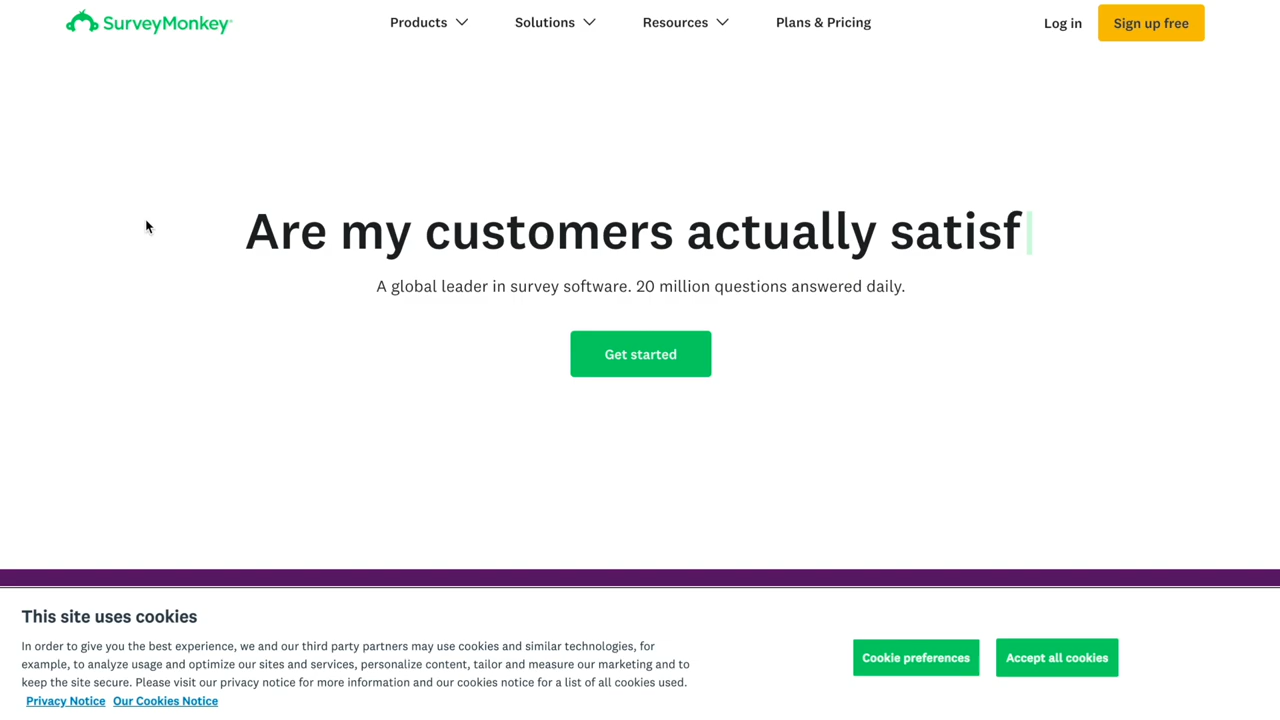 SurveyMonkey
Products
Solutions
Resources
Plans & Pricing
Log in
Sign up free
Are my customers actually satisf
A global leader in survey software. 20 million questions answered daily.
Get started
This site uses cookies
In order to give you the best experience, we and our third party partners may use cookies and similar technologies, for
example, to analyze usage and optimize our sites and services, personalize content, tailor and measure our marketing and to
keep the site secure. Please visit our privacy notice for more information and our cookies notice for a list of all cookies used.
Privacy Notice Our Cookies Notice
Cookie preferences
Accept all cookies